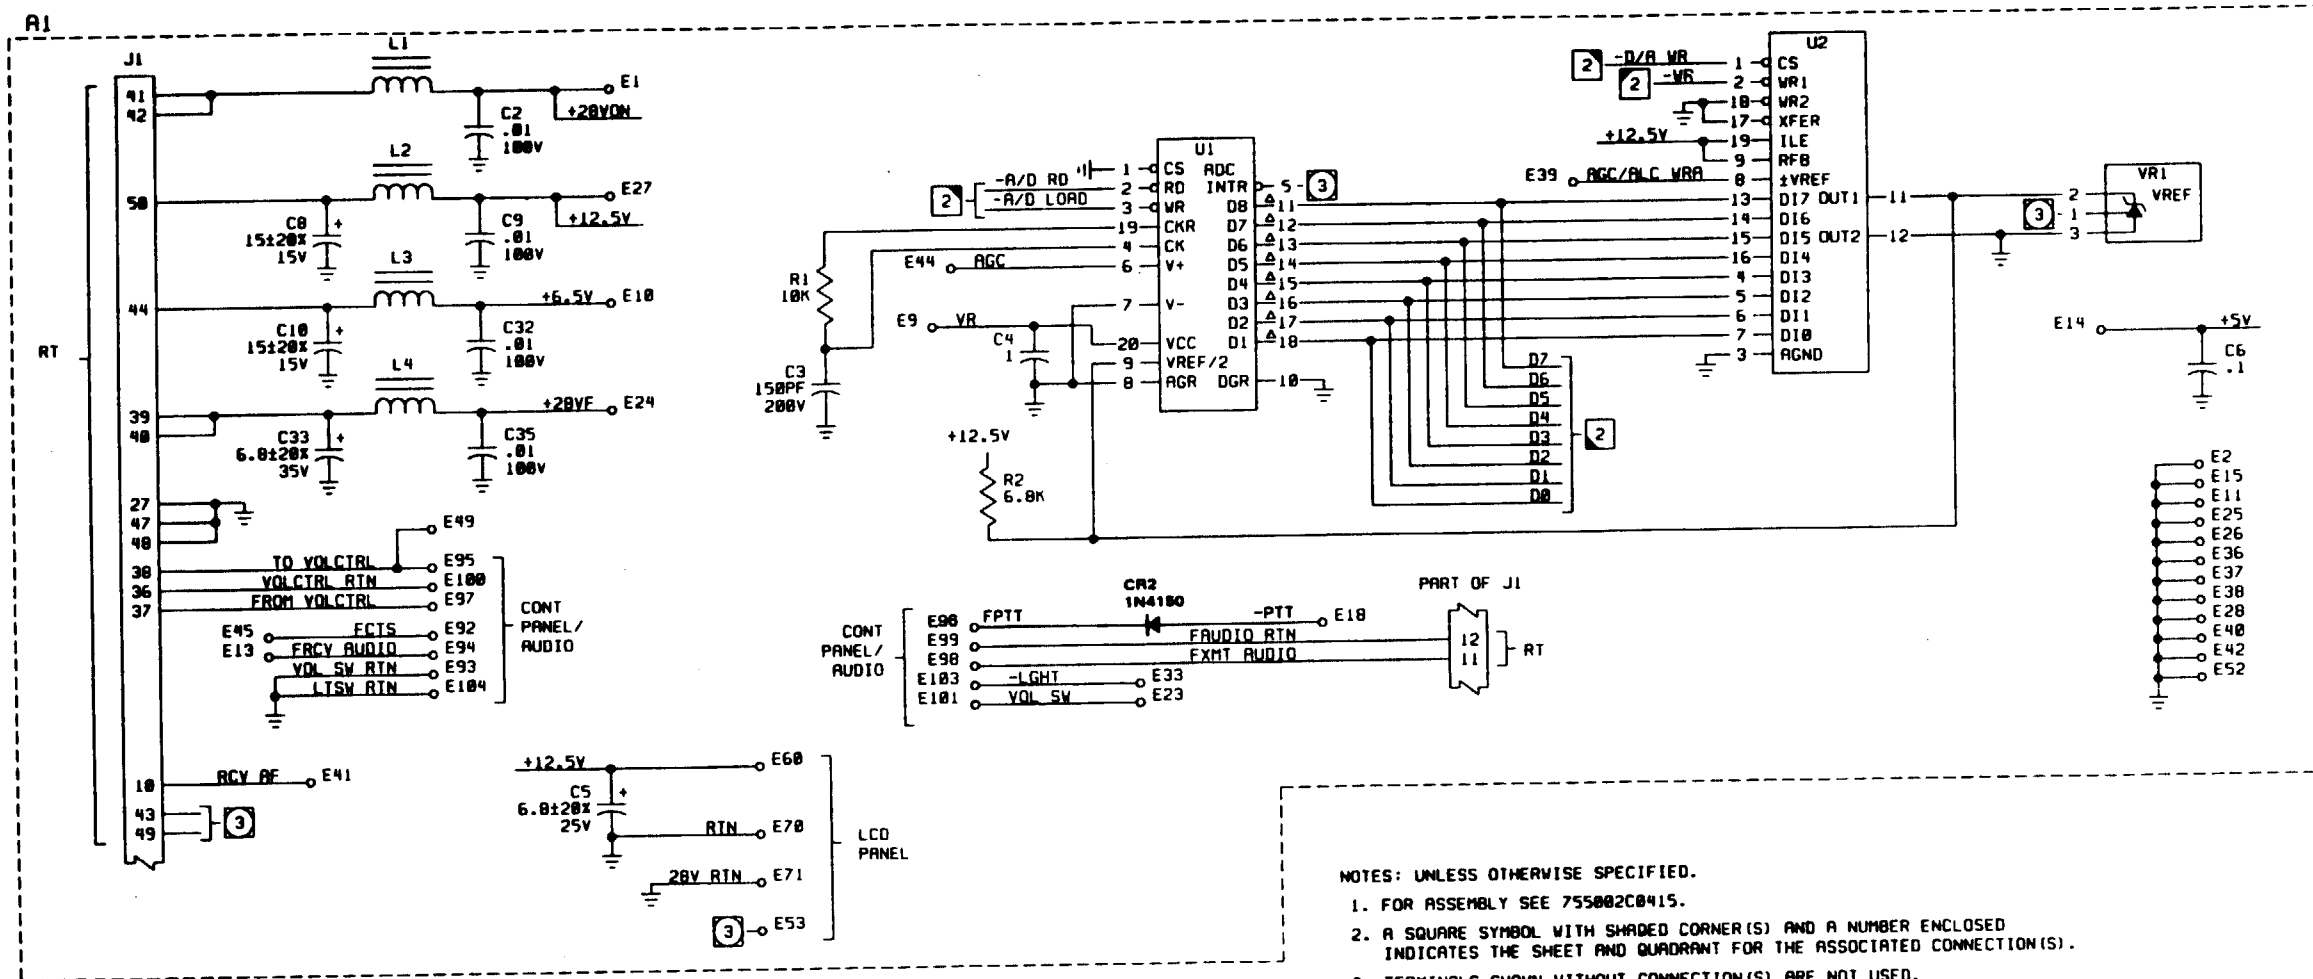 A1
J1
RT
41
42
L1
E1
+28VON
C2
.01
100V
50
L2
E27
+12.5V
C8
15±20%
15V
C9
.01
100V
44
L3
+6.5V
E10
C10
15±20%
15V
C32
.01
100V
39
40
L4
+28VF
E24
C33
6.8±20%
35V
C35
.01
100V
27
47
48
E49
38
TO VOLCTRL
E95
36
VOLCTRL RTN
E100
37
FROM VOLCTRL
E97
E45
FCTS
E92
E13
FRCV AUDIO
E94
VOL SW RTN
E93
LTSW RTN
E104
CONT
PANEL/
AUDIO
10
RCV AF
E41
43
49
3
+12.5V
E60
C5
6.8±20%
25V
RTN
E70
28V RTN
E71
3
E53
LCD
PANEL
U1
ADC
2
-A/D RD
-A/D LOAD
1 CS
2 RD
3 WR
19 CKR
4 CK
6 V+
7 V-
20 VCC
9 VREF/2
8 AGR
INTR 5
3
D8 11
D7 12
D6 13
D5 14
D4 15
D3 16
D2 17
D1 18
DGR 10
R1
10K
E44
AGC
E9
VR
C4
1
C3
150PF
200V
+12.5V
R2
6.8K
D7
D6
D5
D4
D3
D2
D1
D0
2
U2
2
-D/A WR
1 CS
2
-WR
2 WR1
18 WR2
17 XFER
+12.5V
19 ILE
9 RFB
E39
AGC/ALC WRA
8 ±VREF
13 DI7 OUT1 11
14 DI6
15 DI5 OUT2 12
16 DI4
4 DI3
5 DI2
6 DI1
7 DI0
3 AGND
VR1
VREF
2
3
1
3
E14
+5V
C6
.1
E2
E15
E11
E25
E26
E36
E37
E38
E28
E40
E42
E52
CONT
PANEL/
AUDIO
CR2
1N4150
E96
FPTT
-PTT
E18
E99
FAUDIO RTN
12
E98
FXMT AUDIO
11
E103
-LGHT
E33
E101
VOL SW
E23
PART OF J1
RT
NOTES: UNLESS OTHERWISE SPECIFIED.
1. FOR ASSEMBLY SEE 755002C0415.
2. A SQUARE SYMBOL WITH SHADED CORNER(S) AND A NUMBER ENCLOSED
INDICATES THE SHEET AND QUADRANT FOR THE ASSOCIATED CONNECTION(S).
TERMINALS SHOWN WITHOUT CONNECTION(S) ARE NOT USED.